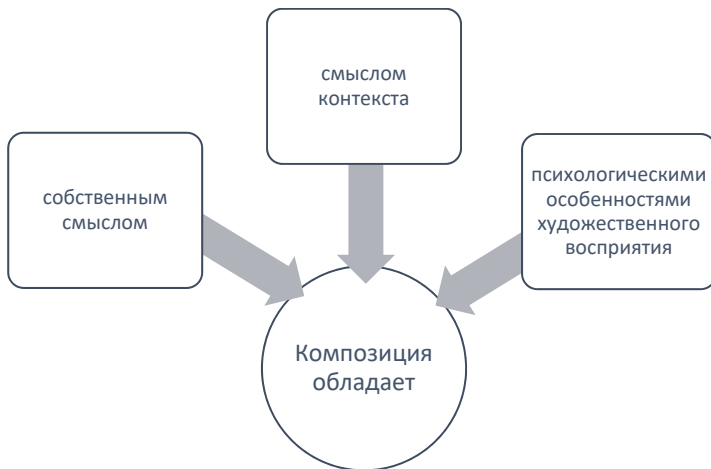 смыслом
контекста
собственным
смыслом
психологическими
особенностями
художественного
восприятия
Композиция
обладает